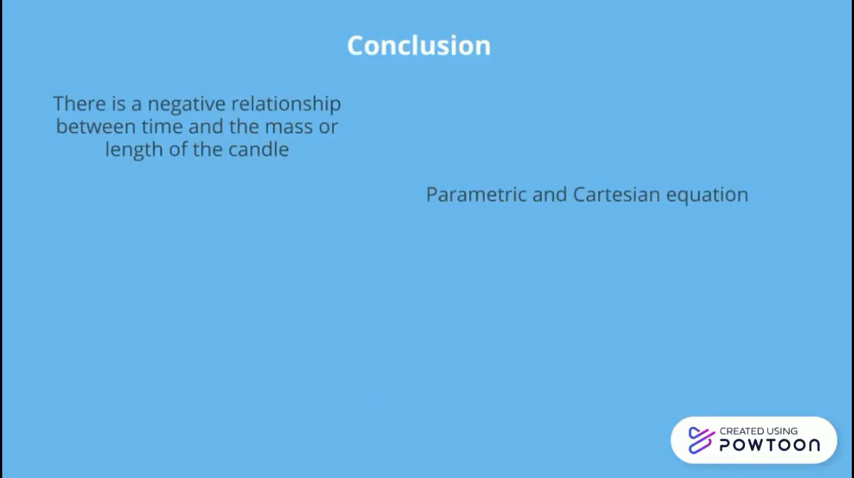 Conclusion
There is a negative relationship
between time and the mass or
length of the candle
Parametric and Cartesian equation
CREATED USING
POWTOON